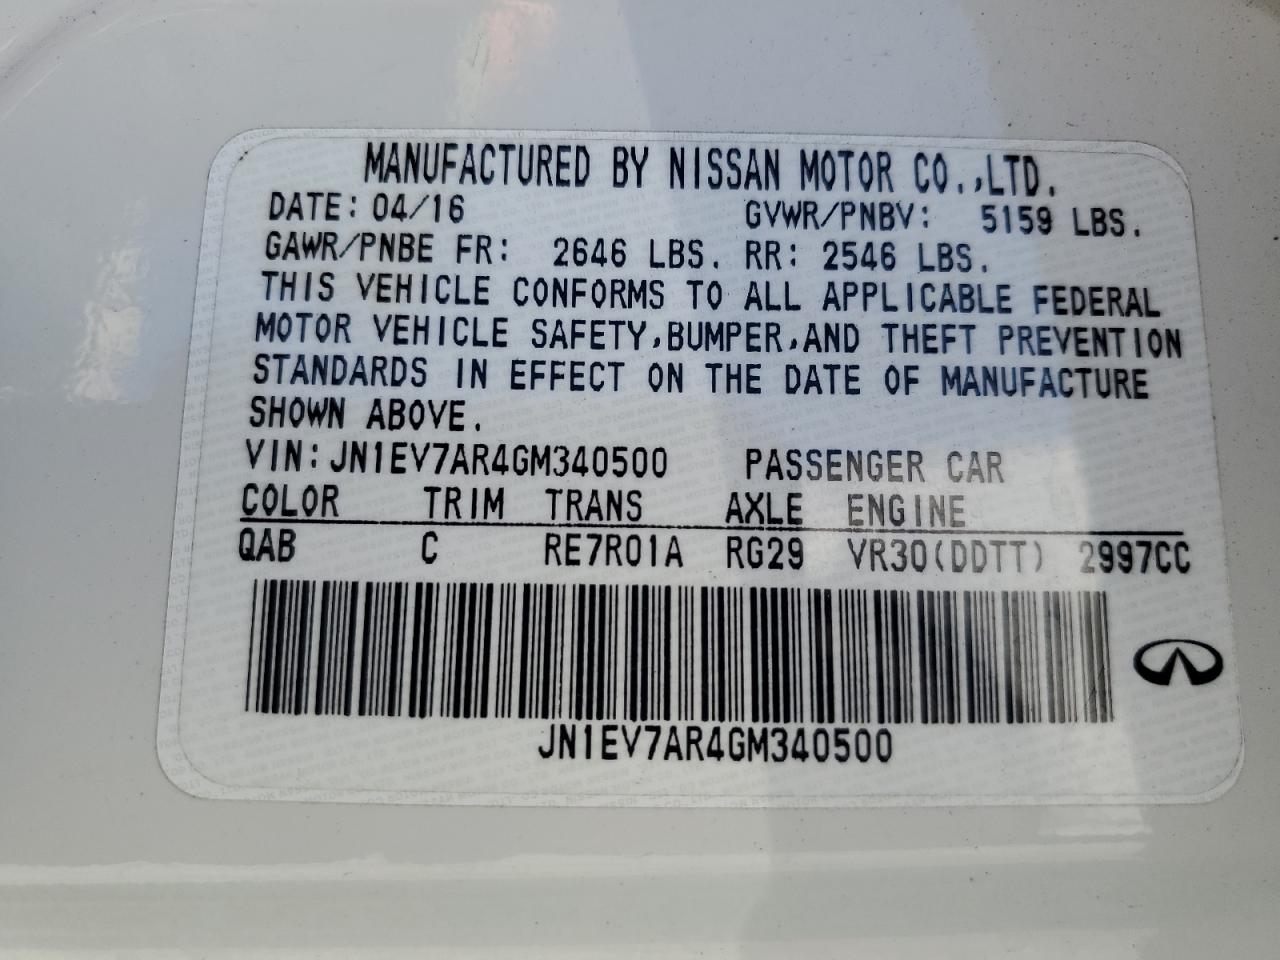 MANUFACTURED BY NISSAN MOTOR CO.,LTD.
DATE: 04/16 GVWR/PNBV: 5159 LBS.
GAWR/PNBE FR: 2646 LBS. RR: 2546 LBS.
THIS VEHICLE CONFORMS TO ALL APPLICABLE FEDERAL
MOTOR VEHICLE SAFETY,BUMPER,AND THEFT PREVENTION
STANDARDS IN EFFECT ON THE DATE OF MANUFACTURE
SHOWN ABOVE.
VIN: JN1EV7AR4GM340500 PASSENGER CAR
COLOR TRIM TRANS AXLE ENGINE
QAB C RE7R01A RG29 VR30(DDTT) 2997CC
JN1EV7AR4GM340500